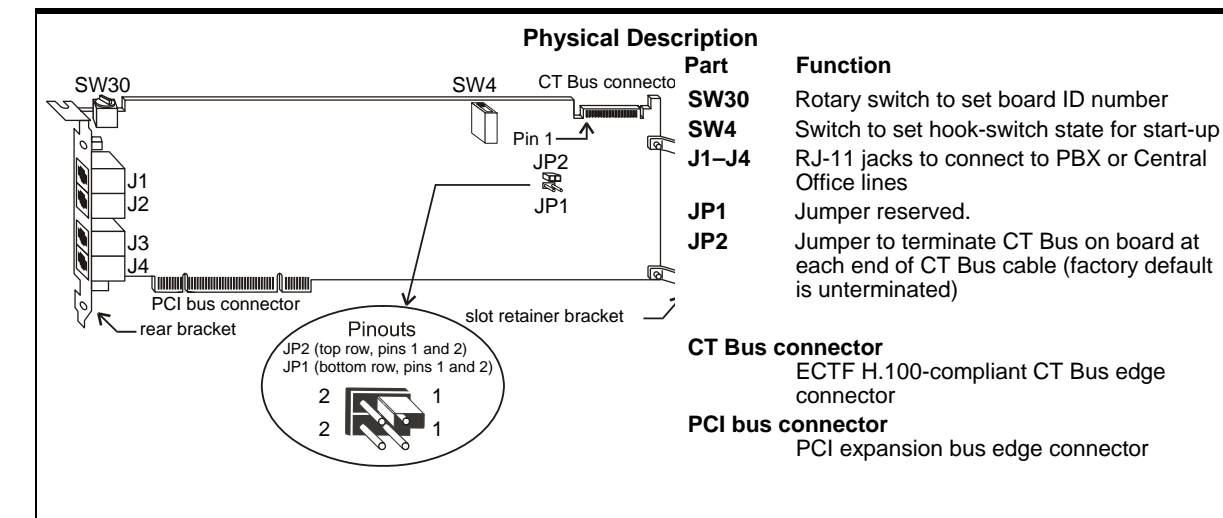 Physical Description
SW30
SW4
CT Bus connecto
Pin 1
JP2
JP1
J1
J2
J3
J4
PCI bus connector
rear bracket
slot retainer bracket
Pinouts
JP2 (top row, pins 1 and 2)
JP1 (bottom row, pins 1 and 2)
2 1
2 1
Part Function
SW30 Rotary switch to set board ID number
SW4 Switch to set hook-switch state for start-up
J1–J4 RJ-11 jacks to connect to PBX or Central
Office lines
JP1 Jumper reserved.
JP2 Jumper to terminate CT Bus on board at
each end of CT Bus cable (factory default
is unterminated)
CT Bus connector
ECTF H.100-compliant CT Bus edge
connector
PCI bus connector
PCI expansion bus edge connector